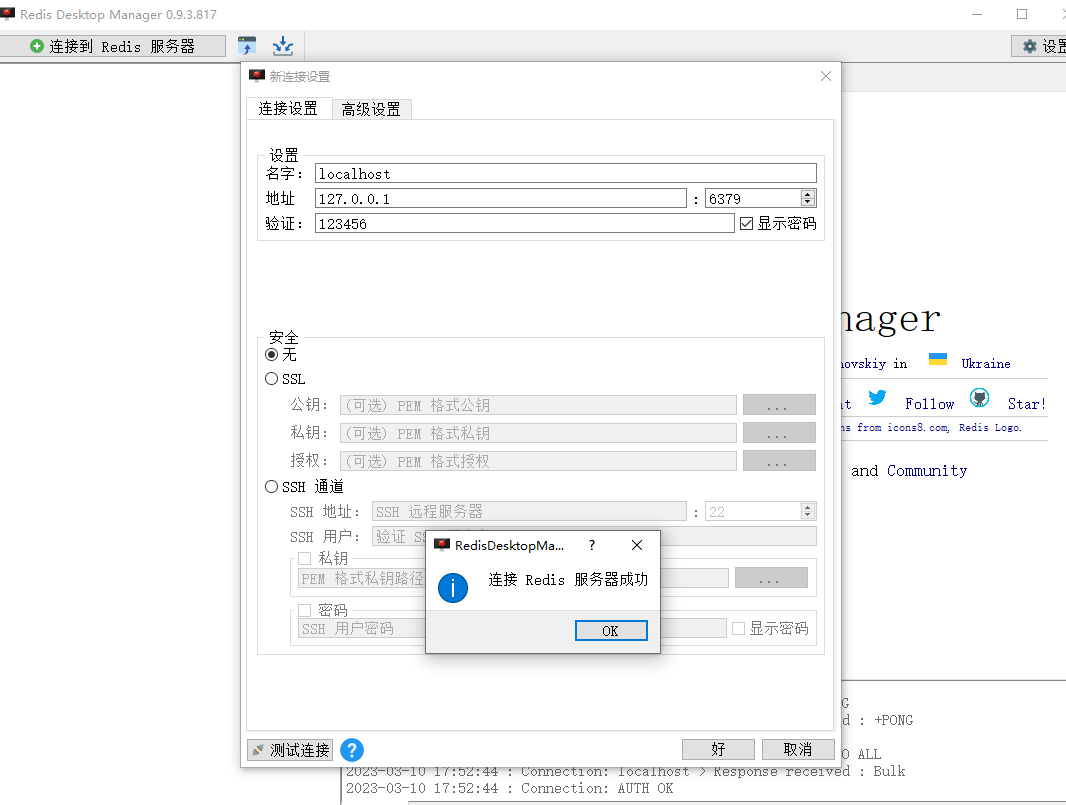 Redis Desktop Manager 0.9.3.817
连接到 Redis 服务器
设置
新连接设置
连接设置
高级设置
设置
名字: localhost
地址 127.0.0.1 : 6379
验证: 123456 显示密码
安全
无
SSL
公钥: (可选) PEM 格式公钥 ...
私钥: (可选) PEM 格式私钥 ...
授权: (可选) PEM 格式授权 ...
SSH 通道
SSH 地址: SSH 远程服务器 : 22
SSH 用户: 验证
私钥
PEM 格式私钥路径 ...
密码
SSH 用户密码 显示密码
RedisDesktopMa... ?
连接 Redis 服务器成功
OK
测试连接 ? 好 取消
nager
novskiy in Ukraine
Follow Star!
ns from icons8.com, Redis Logo.
and Community
G
d : +PONG
O ALL
2023-03-10 17:52:44 : Connection: localhost > Response received : Bulk
2023-03-10 17:52:44 : Connection: AUTH OK